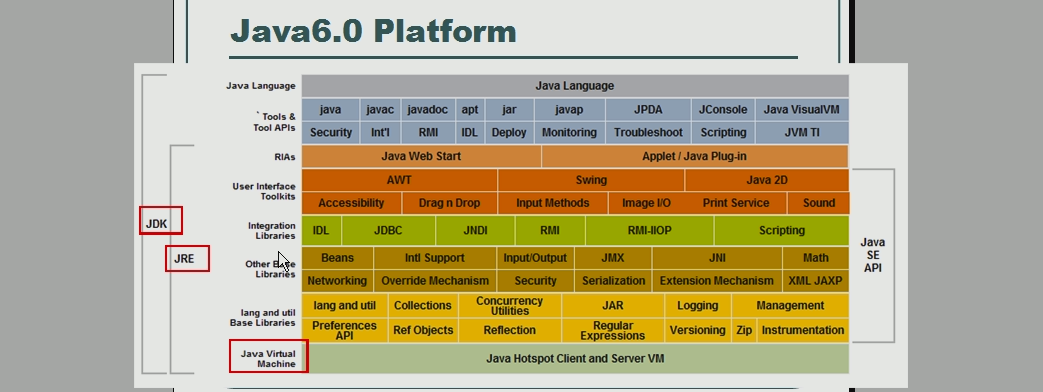 Java6.0 Platform
Java Language
Java Language
` Tools &
Tool APIs
java javac javadoc apt jar javap JPDA JConsole Java VisualVM
Security Int'l RMI IDL Deploy Monitoring Troubleshoot Scripting JVM TI
RIAs
Java Web Start Applet / Java Plug-in
User Interface
Toolkits
AWT Swing Java 2D
Accessibility Drag n Drop Input Methods Image I/O Print Service Sound
Integration
Libraries
IDL JDBC JNDI RMI RMI-IIOP Scripting
JDK
JRE
Java
SE
API
Other Base
Libraries
Beans Intl Support Input/Output JMX JNI Math
Networking Override Mechanism Security Serialization Extension Mechanism XML JAXP
lang and util
Base Libraries
lang and util Collections Concurrency
Utilities JAR Logging Management
Preferences
API Ref Objects Reflection Regular
Expressions Versioning Zip Instrumentation
Java Virtual
Machine
Java Hotspot Client and Server VM